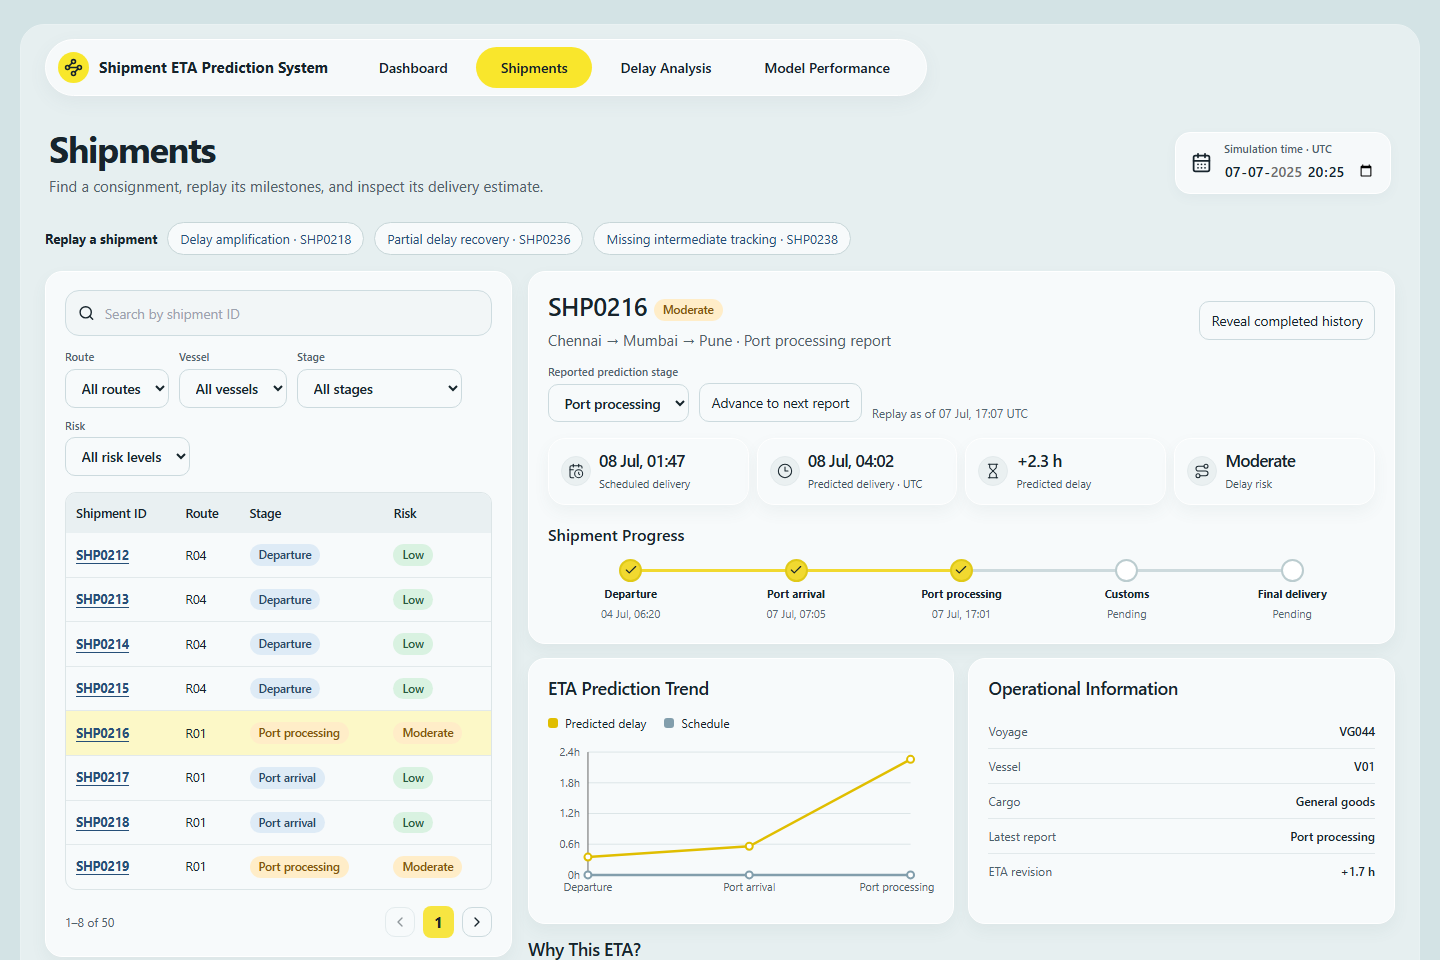 Shipment ETA Prediction System
Dashboard
Shipments
Delay Analysis
Model Performance
Shipments
Find a consignment, replay its milestones, and inspect its delivery estimate.
Simulation time · UTC
07-07-2025 20:25
Replay a shipment
Delay amplification · SHP0218
Partial delay recovery · SHP0236
Missing intermediate tracking · SHP0238
Search by shipment ID
Route
Vessel
Stage
All routes
All vessels
All stages
Risk
All risk levels
Shipment ID Route Stage Risk
SHP0212 R04 Departure Low
SHP0213 R04 Departure Low
SHP0214 R04 Departure Low
SHP0215 R04 Departure Low
SHP0216 R01 Port processing Moderate
SHP0217 R01 Port arrival Low
SHP0218 R01 Port arrival Low
SHP0219 R01 Port processing Moderate
1–8 of 50
1
SHP0216 Moderate
Chennai → Mumbai → Pune · Port processing report
Reveal completed history
Reported prediction stage
Port processing
Advance to next report
Replay as of 07 Jul, 17:07 UTC
08 Jul, 01:47
Scheduled delivery
08 Jul, 04:02
Predicted delivery · UTC
+2.3 h
Predicted delay
Moderate
Delay risk
Shipment Progress
Departure
04 Jul, 06:20
Port arrival
07 Jul, 07:05
Port processing
07 Jul, 17:01
Customs
Pending
Final delivery
Pending
ETA Prediction Trend
Predicted delay
Schedule
2.4h
1.8h
1.2h
0.6h
0h
Departure
Port arrival
Port processing
Operational Information
Voyage VG044
Vessel V01
Cargo General goods
Latest report Port processing
ETA revision +1.7 h
Why This ETA?